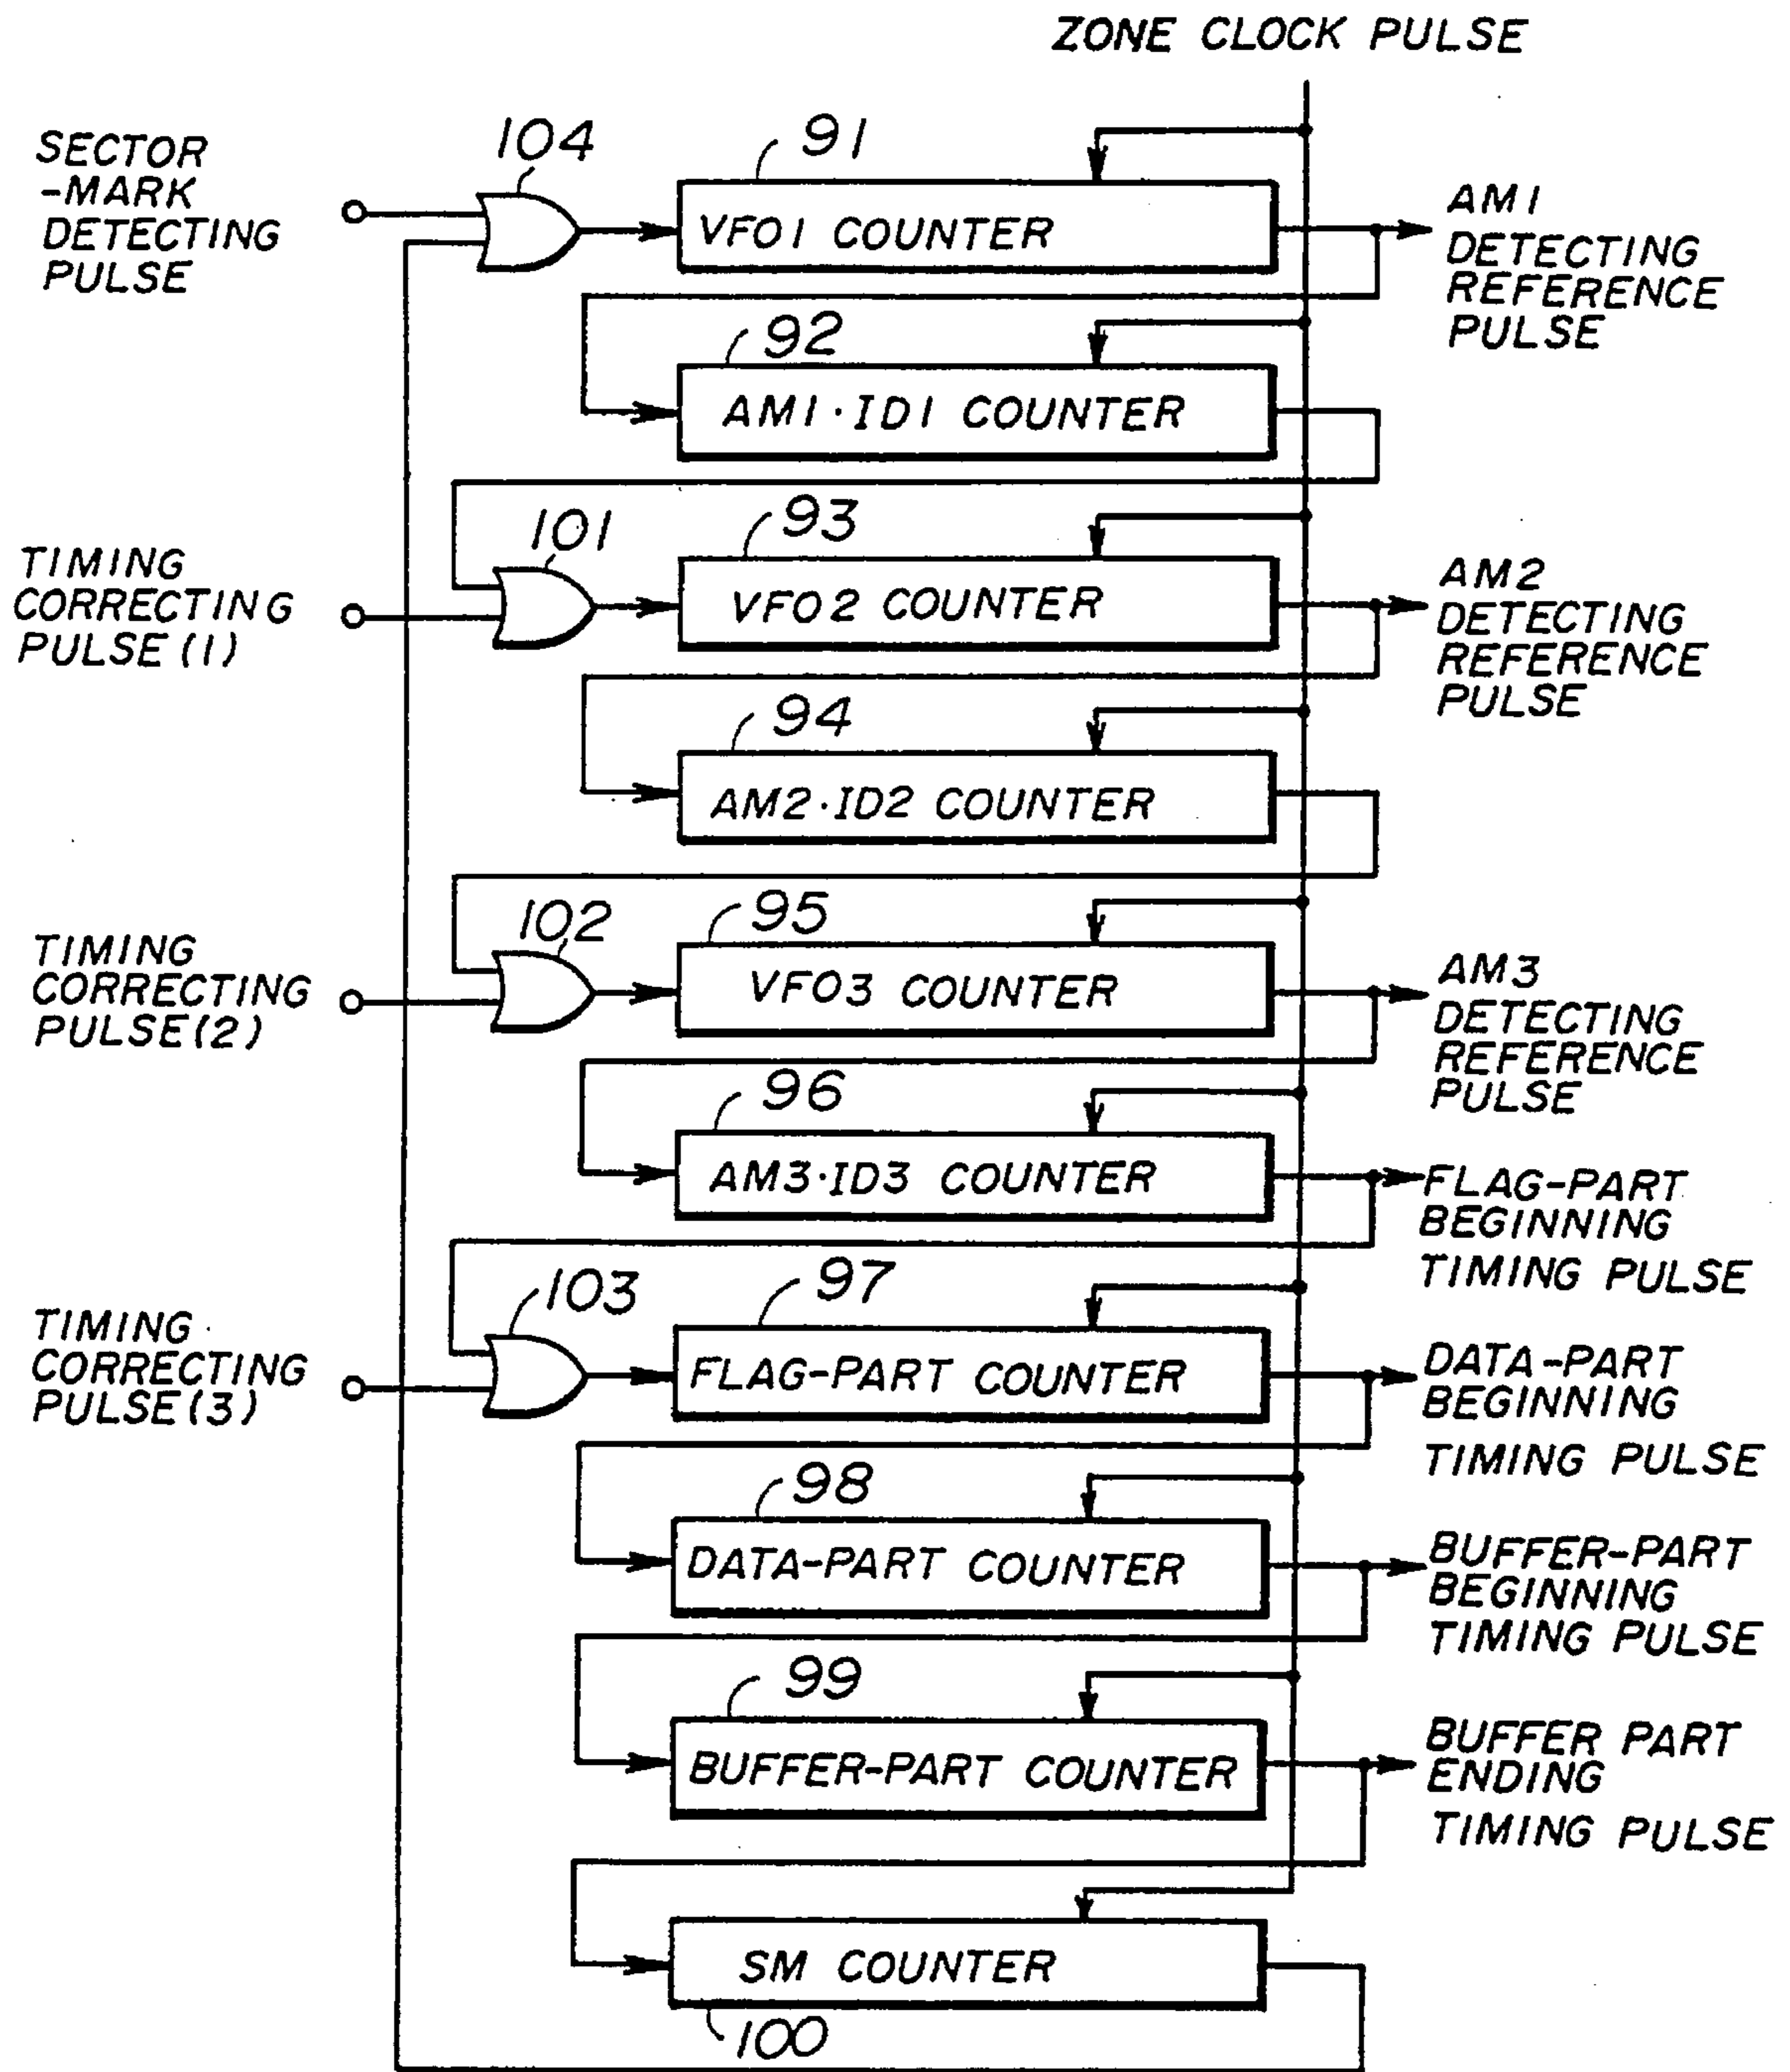 ZONE CLOCK PULSE
SECTOR
-MARK
DETECTING
PULSE
104
91
VFO1 COUNTER
AM1
DETECTING
REFERENCE
PULSE
92
AM1·ID1 COUNTER
TIMING
CORRECTING
PULSE(1)
101
93
VFO2 COUNTER
AM2
DETECTING
REFERENCE
PULSE
94
AM2·ID2 COUNTER
TIMING
CORRECTING
PULSE(2)
102
95
VFO3 COUNTER
AM3
DETECTING
REFERENCE
PULSE
96
AM3·ID3 COUNTER
FLAG-PART
BEGINNING
TIMING PULSE
TIMING
CORRECTING
PULSE(3)
103
97
FLAG-PART COUNTER
DATA-PART
BEGINNING
TIMING PULSE
98
DATA-PART COUNTER
BUFFER-PART
BEGINNING
TIMING PULSE
99
BUFFER-PART COUNTER
BUFFER PART
ENDING
TIMING PULSE
SM COUNTER
100